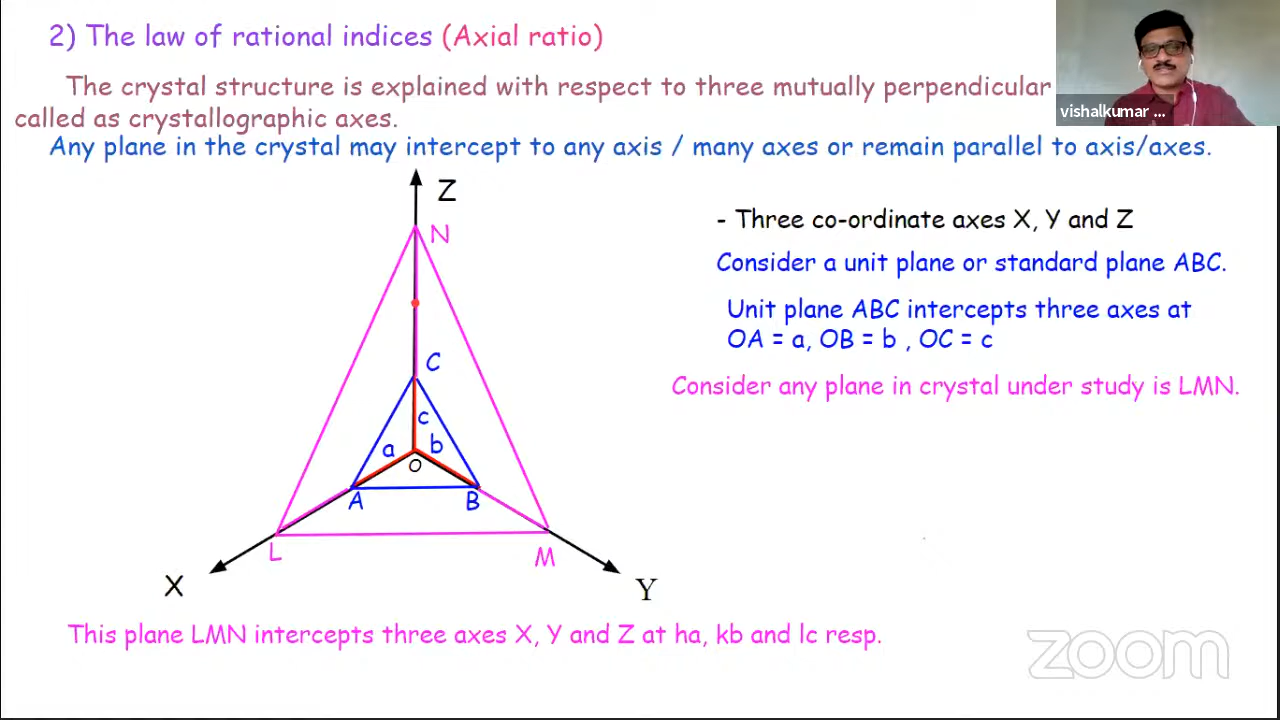 2) The law of rational indices (Axial ratio)
The crystal structure is explained with respect to three mutually perpendicular
called as crystallographic axes.
Any plane in the crystal may intercept to any axis / many axes or remain parallel to axis/axes.
vishalkumar ...
Z
N
C
c
a
b
O
A
B
L
M
X
Y
- Three co-ordinate axes X, Y and Z
Consider a unit plane or standard plane ABC.
Unit plane ABC intercepts three axes at
OA = a, OB = b , OC = c
Consider any plane in crystal under study is LMN.
This plane LMN intercepts three axes X, Y and Z at ha, kb and lc resp.
zoom